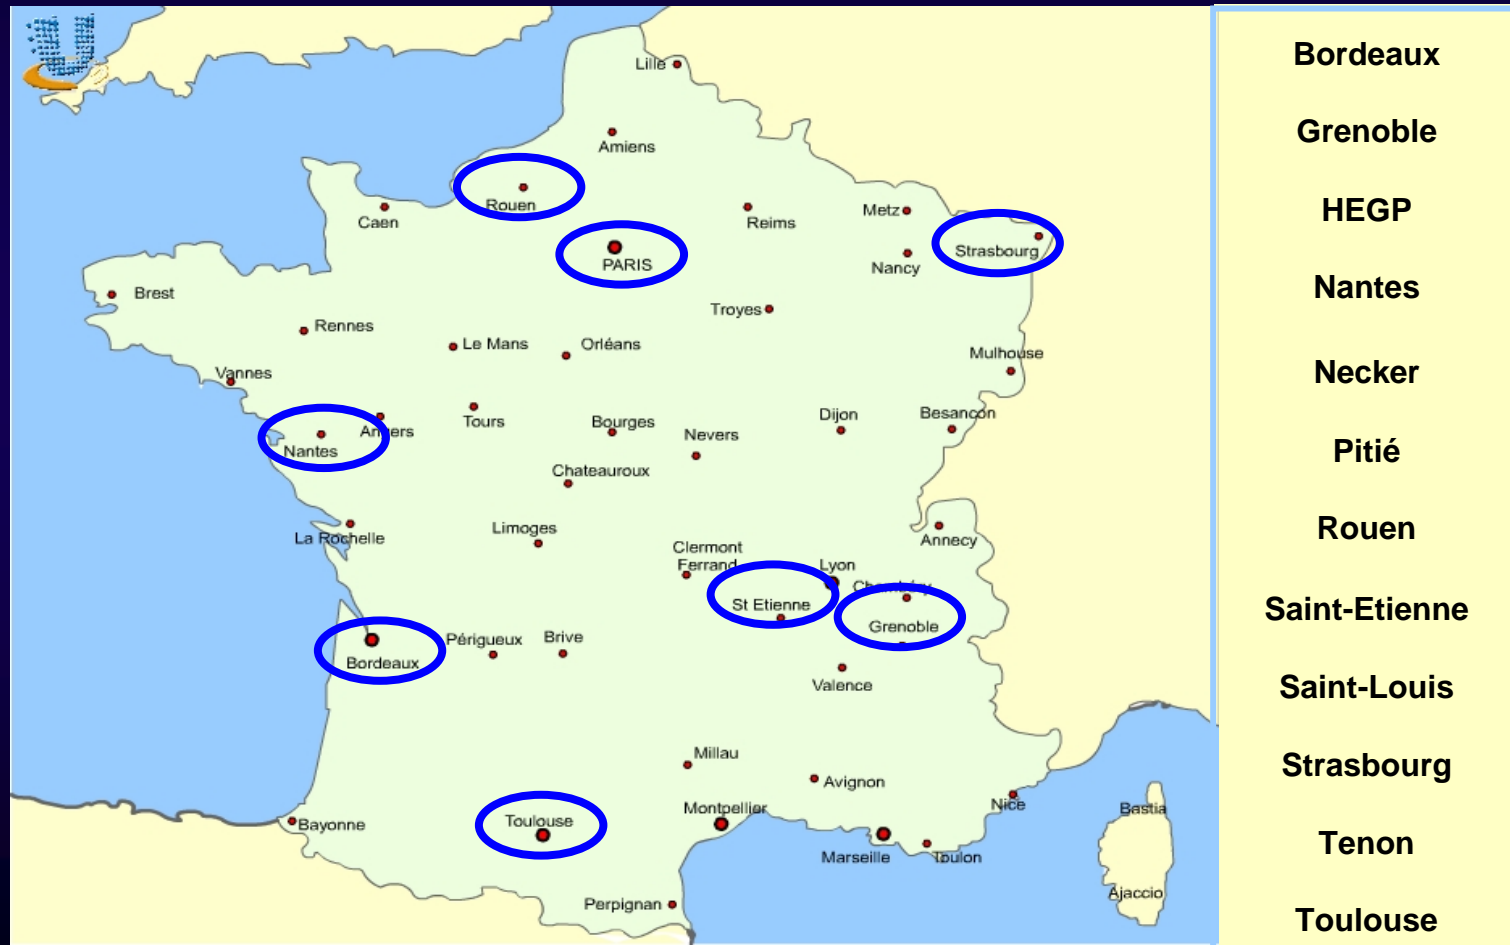 Lille
Amiens
Rouen
Caen
Reims
Metz
Strasbourg
PARIS
Nancy
Brest
Troyes
Rennes
Le Mans
Orléans
Mulhouse
Vannes
Angers
Tours
Bourges
Dijon
Besancon
Nevers
Nantes
Chateauroux
Limoges
La Rochelle
Annecy
Clermont
Ferrand
Lyon
Chambéry
St Etienne
Grenoble
Périgueux
Brive
Bordeaux
Valence
Millau
Avignon
Nice
Montpellier
Toulouse
Bayonne
Marseille
Toulon
Perpignan
Bastia
Ajaccio
Bordeaux
Grenoble
HEGP
Nantes
Necker
Pitié
Rouen
Saint-Etienne
Saint-Louis
Strasbourg
Tenon
Toulouse